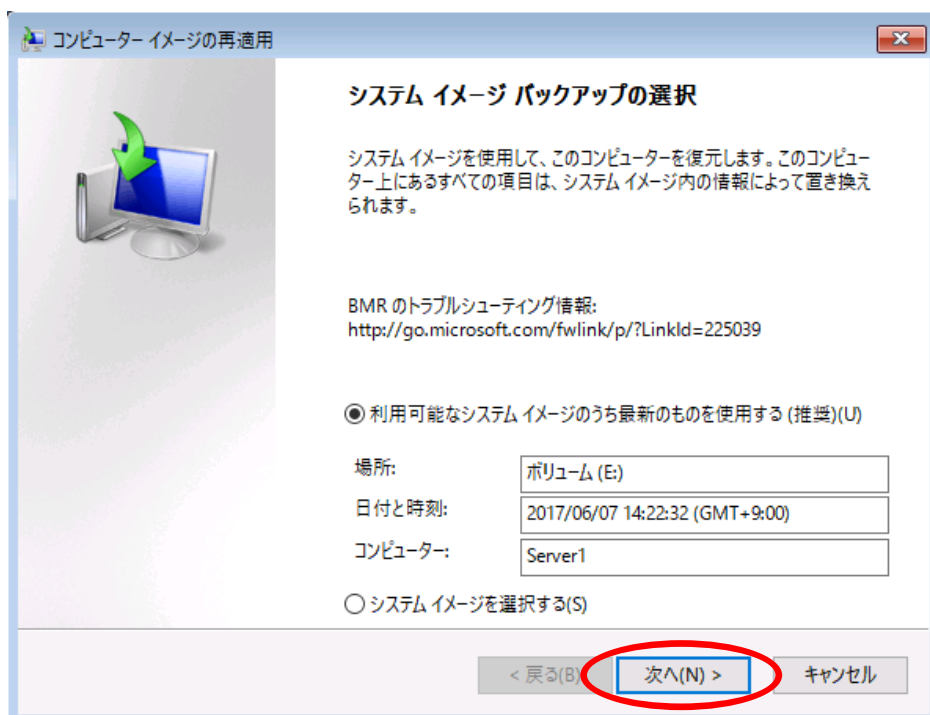 コンピューター イメージの再適用
システム イメージ バックアップの選択
システム イメージを使用して、このコンピューターを復元します。このコンピュー
ター上にあるすべての項目は、システム イメージ内の情報によって置き換え
られます。
BMR のトラブルシューティング情報:
http://go.microsoft.com/fwlink/p/?LinkId=225039
利用可能なシステム イメージのうち最新のものを使用する (推奨)(U)
場所: ボリューム (E:)
日付と時刻: 2017/06/07 14:22:32 (GMT+9:00)
コンピューター: Server1
システム イメージを選択する(S)
< 戻る(B) 次へ(N) > キャンセル